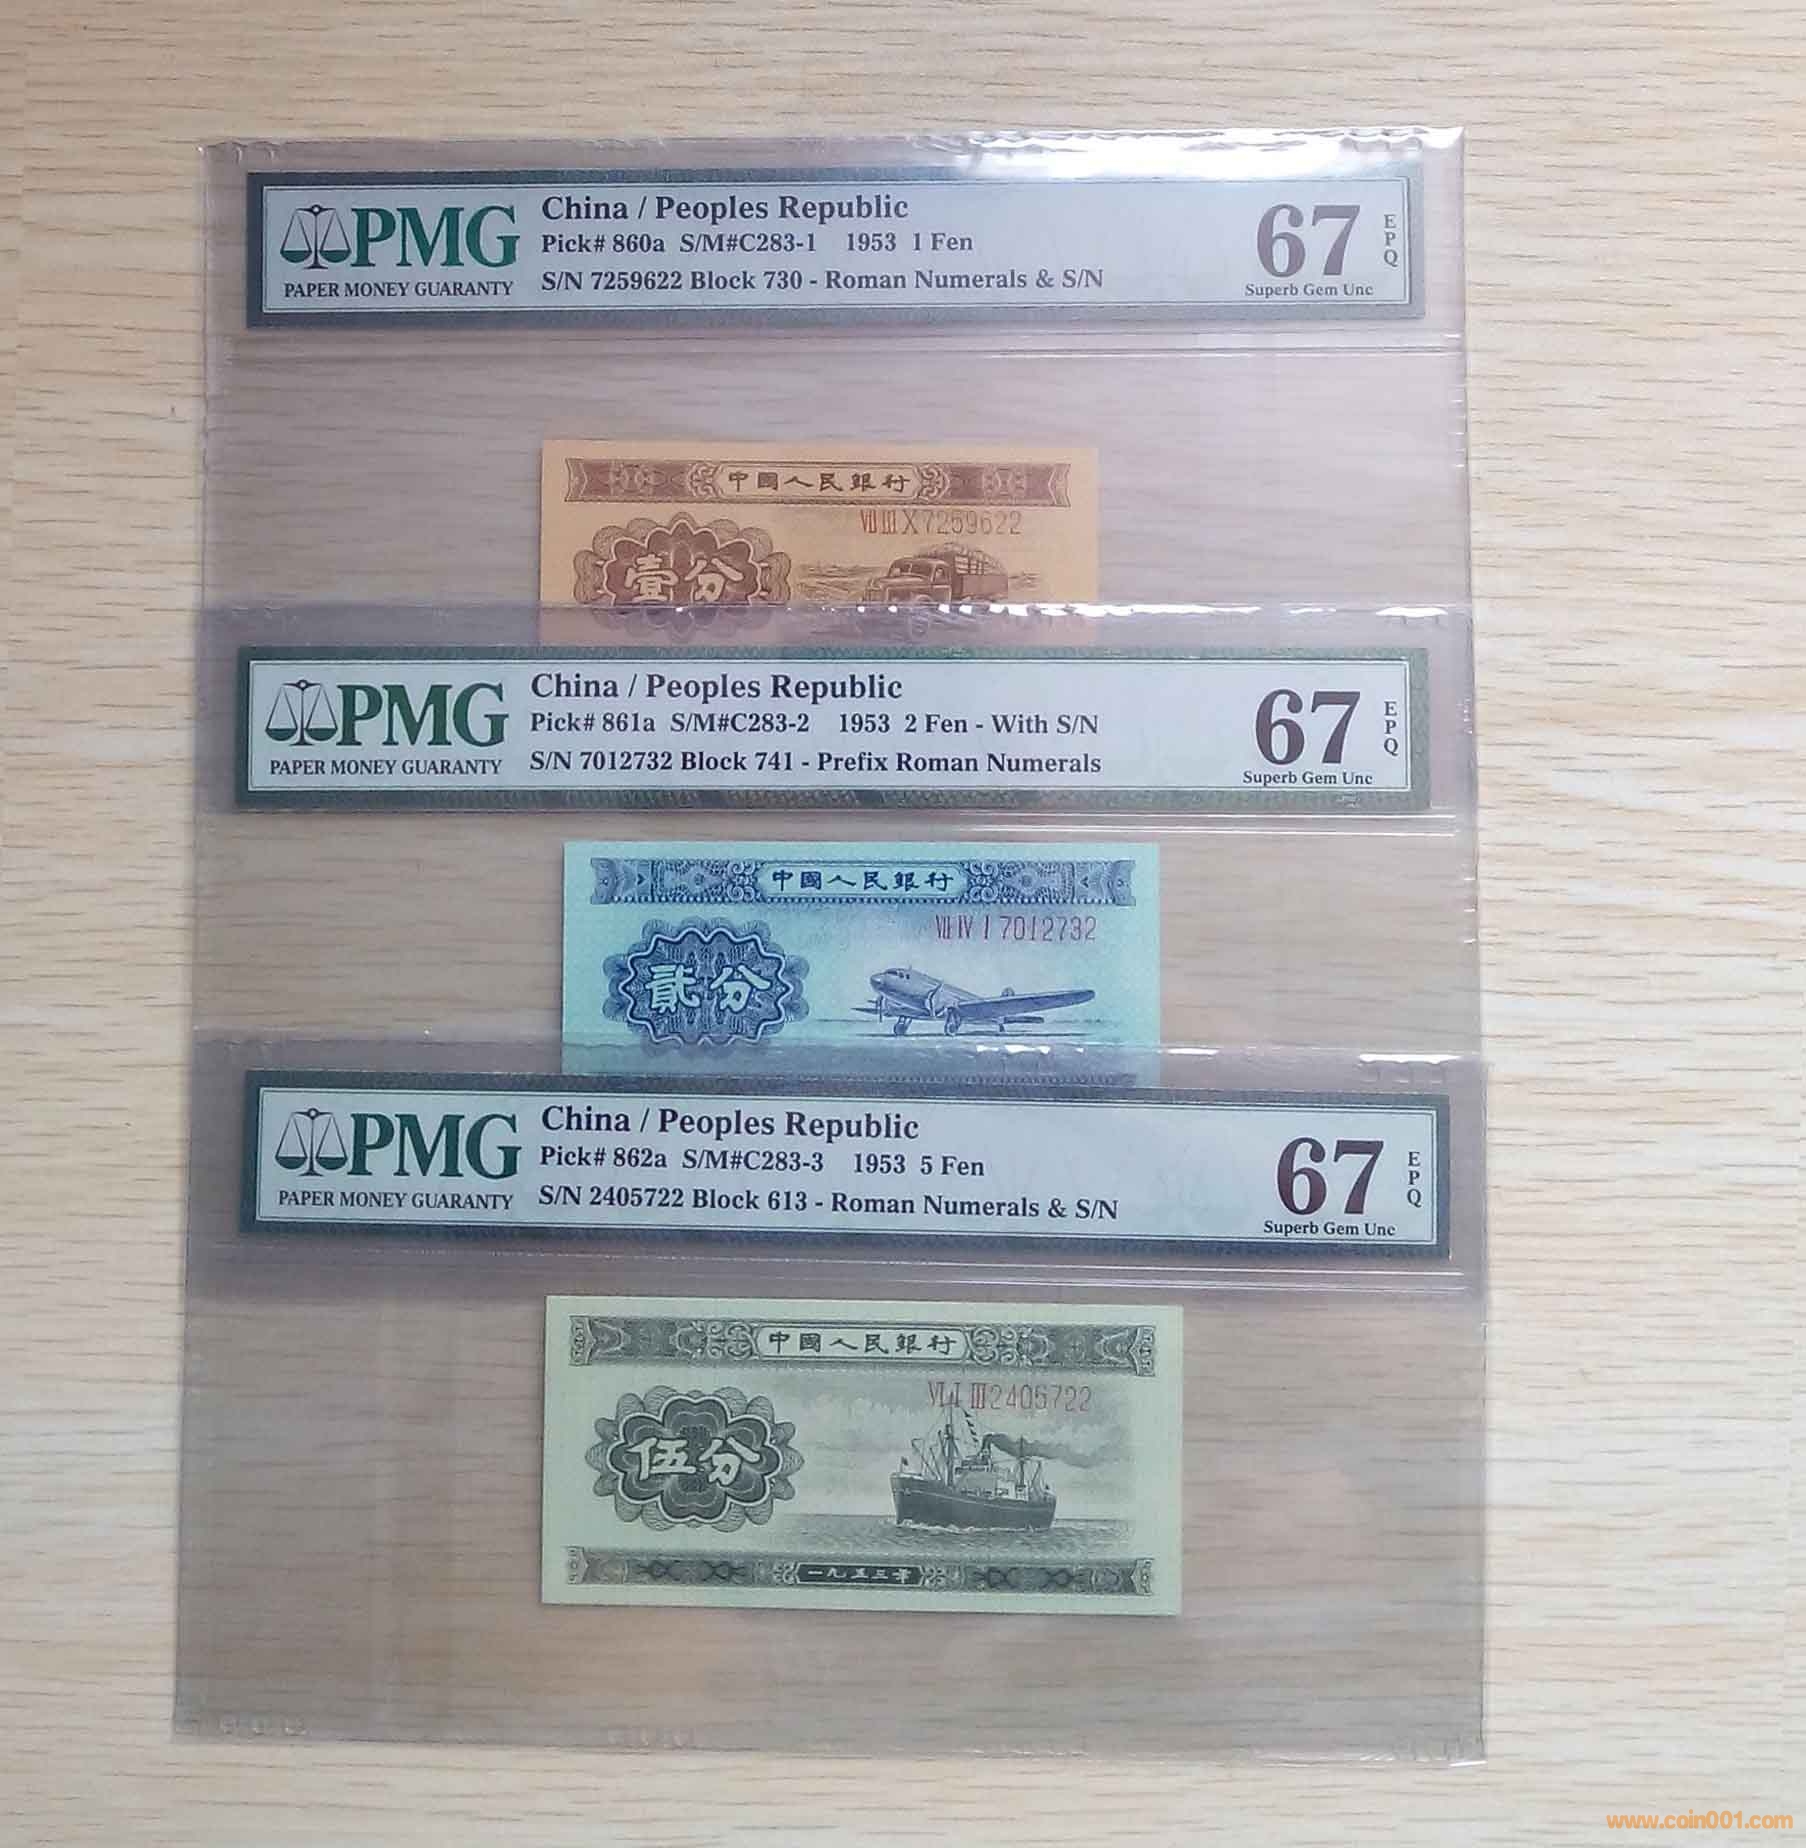 PMG
PAPER MONEY GUARANTY
China / Peoples Republic
Pick# 860a S/M#C283-1 1953 1 Fen
S/N 7259622 Block 730 - Roman Numerals & S/N
67
EPQ
Superb Gem Unc
中國人民銀行
VII III X 7259622
壹分
PMG
PAPER MONEY GUARANTY
China / Peoples Republic
Pick# 861a S/M#C283-2 1953 2 Fen - With S/N
S/N 7012732 Block 741 - Prefix Roman Numerals
67
EPQ
Superb Gem Unc
中國人民銀行
VII IV I 7012732
貳分
PMG
PAPER MONEY GUARANTY
China / Peoples Republic
Pick# 862a S/M#C283-3 1953 5 Fen
S/N 2405722 Block 613 - Roman Numerals & S/N
67
EPQ
Superb Gem Unc
中國人民銀行
VI I III 2405722
伍分
一九五三年
www.coin001.com